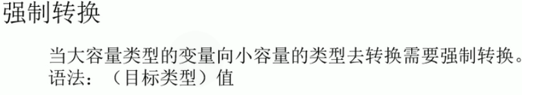 强制转换
当大容量类型的变量向小容量的类型去转换需要强制转换。
语法：（目标类型）值